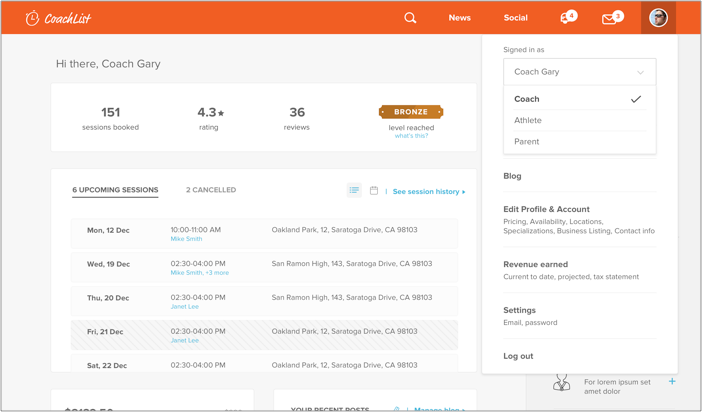 CoachList
News
Social
4
3
Hi there, Coach Gary
151
sessions booked
4.3★
rating
36
reviews
BRONZE
level reached
what's this?
6 UPCOMING SESSIONS
2 CANCELLED
See session history
Mon, 12 Dec
10:00-11:00 AM
Mike Smith
Oakland Park, 12, Saratoga Drive, CA 98103
Wed, 19 Dec
02:30-04:00 PM
Mike Smith, +3 more
San Ramon High, 143, Saratoga Drive, CA 98103
Thu, 20 Dec
02:30-04:00 PM
Janet Lee
San Ramon High, 143, Saratoga Drive, CA 98103
Fri, 21 Dec
02:30-04:00 PM
Janet Lee
Oakland Park, 12, Saratoga Drive, CA 98103
Sat, 22 Dec
02:30-04:00 PM
Oakland Park, 12, Saratoga Drive, CA 98103
YOUR RECENT POSTS
Manage blog
Signed in as
Coach Gary
Coach
Athlete
Parent
Blog
Edit Profile & Account
Pricing, Availability, Locations,
Specializations, Business Listing, Contact info
Revenue earned
Current to date, projected, tax statement
Settings
Email, password
Log out
For lorem ipsum set
amet dolor